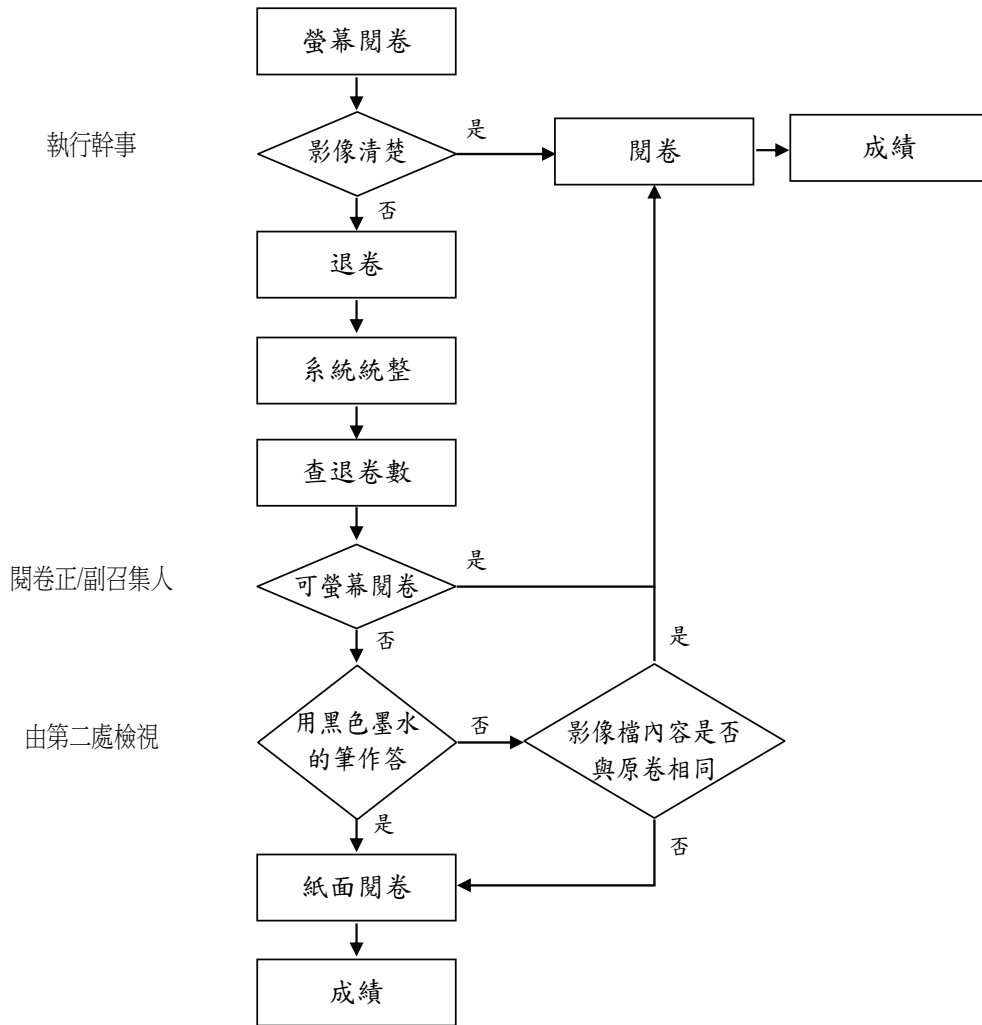 螢幕閱卷
執行幹事
影像清楚
是
閱卷
成績
否
退卷
系統統整
查退卷數
閱卷正/副召集人
可螢幕閱卷
是
否
是
由第二處檢視
用黑色墨水
的筆作答
否
影像檔內容是否
與原卷相同
是
否
紙面閱卷
成績